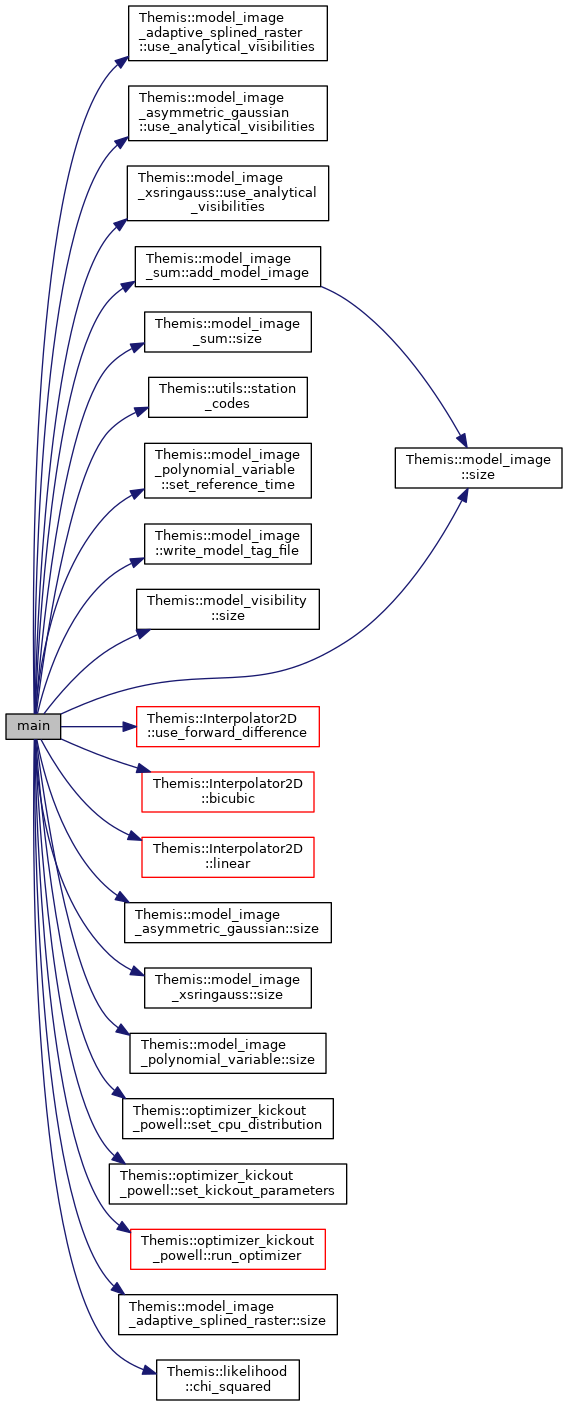 Themis::model_image
_adaptive_splined_raster
::use_analytical_visibilities
Themis::model_image
_asymmetric_gaussian
::use_analytical_visibilities
Themis::model_image
_xsringauss::use_analytical
_visibilities
Themis::model_image
_sum::add_model_image
Themis::model_image
_sum::size
Themis::utils::station
_codes
Themis::model_image
_polynomial_variable
::set_reference_time
Themis::model_image
::write_model_tag_file
Themis::model_visibility
::size
Themis::model_image
::size
main
Themis::Interpolator2D
::use_forward_difference
Themis::Interpolator2D
::bicubic
Themis::Interpolator2D
::linear
Themis::model_image
_asymmetric_gaussian::size
Themis::model_image
_xsringauss::size
Themis::model_image
_polynomial_variable::size
Themis::optimizer_kickout
_powell::set_cpu_distribution
Themis::optimizer_kickout
_powell::set_kickout_parameters
Themis::optimizer_kickout
_powell::run_optimizer
Themis::model_image
_adaptive_splined_raster::size
Themis::likelihood
::chi_squared